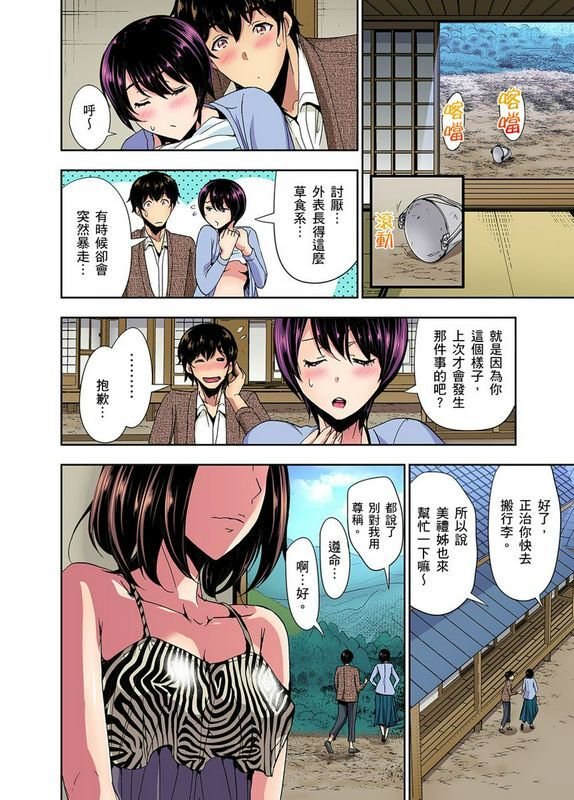 喀噹
喀噹
滾動
呼～
討厭…
外表長得這麼
草食系…
有時候卻會
突然暴走…
就是因為你
這個樣子，
上次才會發生
那件事的吧？
………
抱歉…
好了，
正治你快去
搬行李。
所以說
美禮姊也來
幫忙一下嘛～
都說了
別對我用
尊稱。
遵命…
啊…好。